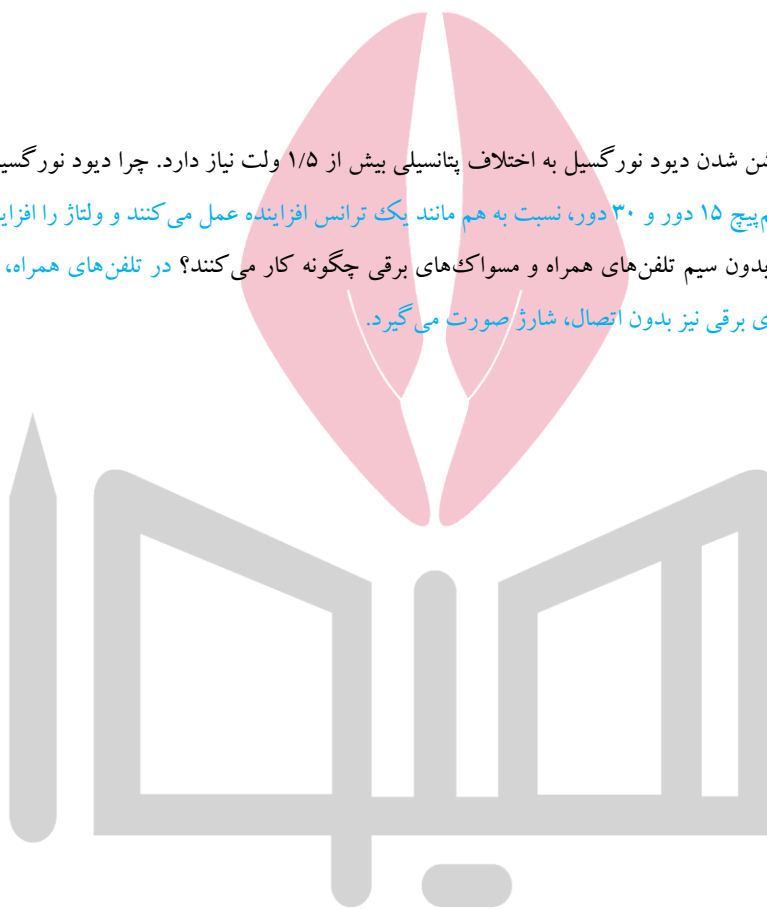 شن شدن دیود نورگسیل به اختلاف پتانسیلی بیش از ۱/۵ ولت نیاز دارد. چرا دیود نورگسیل
م‌پیچ ۱۵ دور و ۳۰ دور، نسبت به هم مانند یک ترانس افزاینده عمل می‌کنند و ولتاژ را افزای
بدون سیم تلفن‌های همراه و مسواک‌های برقی چگونه کار می‌کنند؟ در تلفن‌های همراه،
ی برقی نیز بدون اتصال، شارژ صورت می‌گیرد.